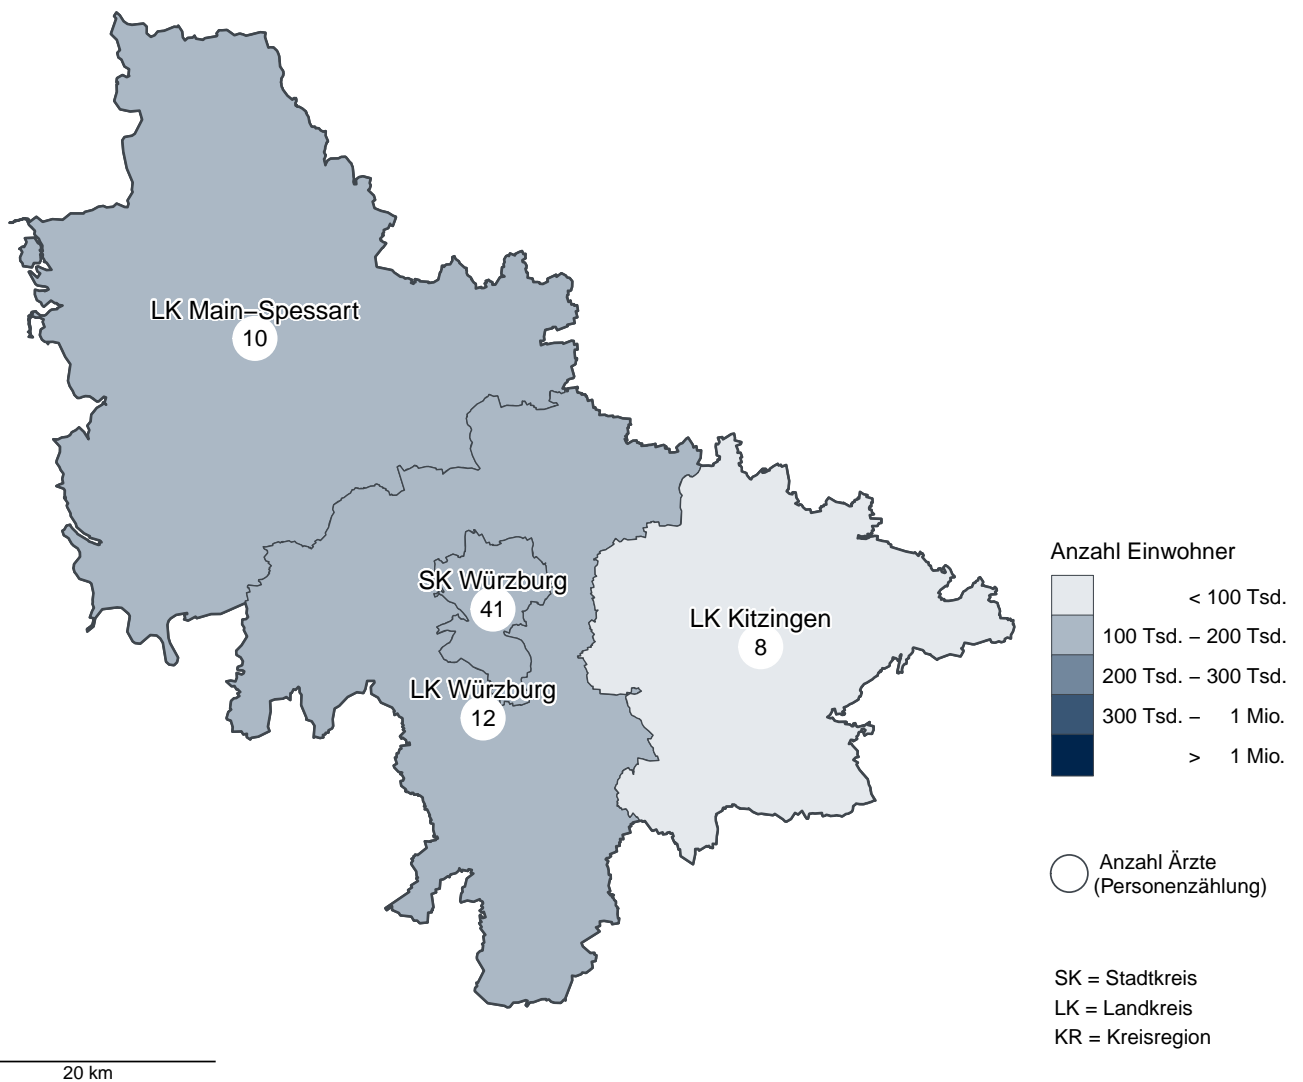 LK Main–Spessart
10
SK Würzburg
41
LK Kitzingen
8
LK Würzburg
12
Anzahl Einwohner
< 100 Tsd.
100 Tsd. – 200 Tsd.
200 Tsd. – 300 Tsd.
300 Tsd. – 1 Mio.
> 1 Mio.
Anzahl Ärzte
(Personenzählung)
SK = Stadtkreis
LK = Landkreis
KR = Kreisregion
20 km